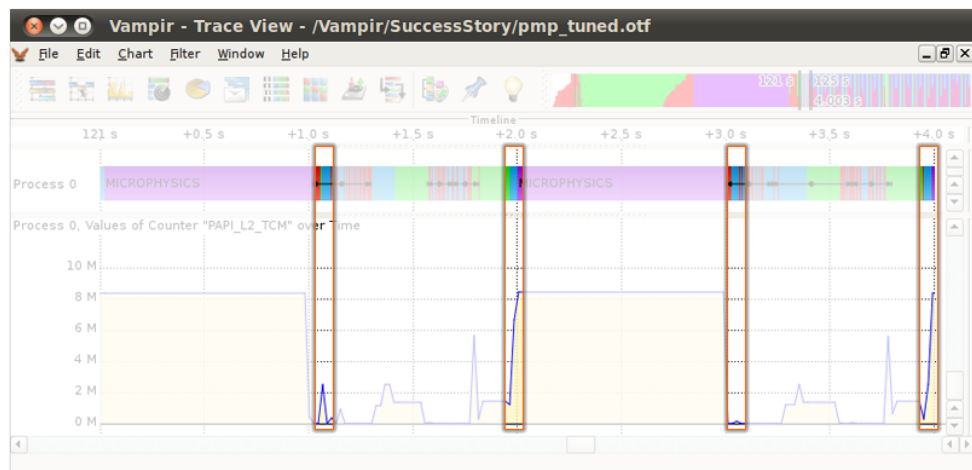 Vampir - Trace View - /Vampir/SuccessStory/pmp_tuned.otf
File Edit Chart Filter Window Help
121 s 125 s
4.003 s
Timeline
121 s +0.5 s +1.0 s +1.5 s +2.0 s +2.5 s +3.0 s +3.5 s +4.0 s
Process 0 MICROPHYSICS MICROPHYSICS
Process 0, Values of Counter "PAPI_L2_TCM" over Time
10 M
8 M
6 M
4 M
2 M
0 M